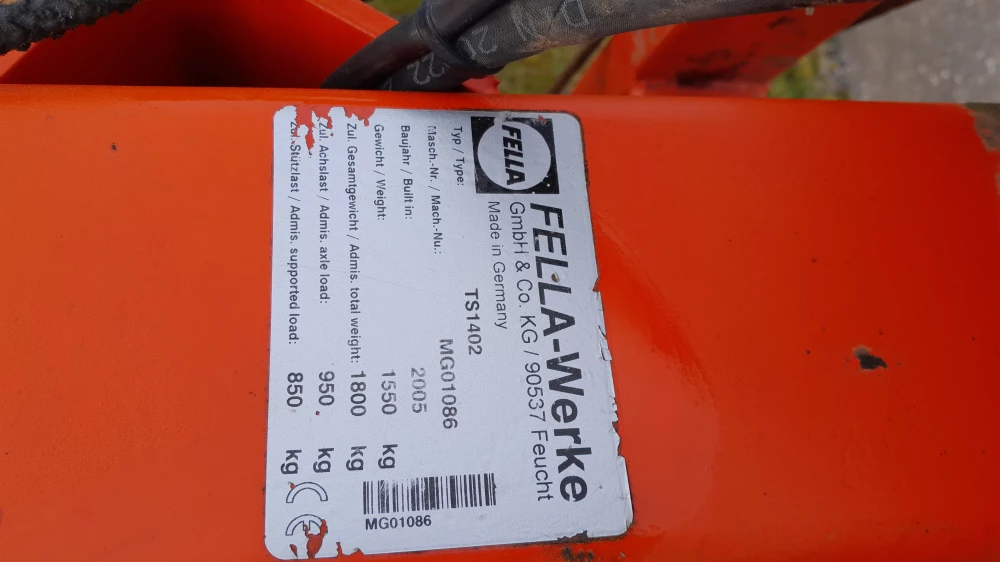 FELLA
FELLA-Werke
GmbH & Co. KG / 90537 Feucht
Made in Germany
Typ / Type: TS1402
Masch.-Nr. / Mach.-Nu.: MG01086
Baujahr / Built in: 2005
Gewicht / Weight: 1550 kg
Zul. Gesamtgewicht / Admis. total weight: 1800 kg
Zul. Achslast / Admis. axle load: 950 kg
Zul. Stützlast / Admis. supported load: 850 kg
MG01086
CE